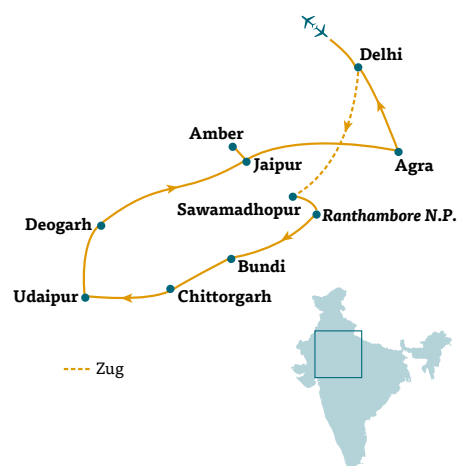 Delhi
Amber
Jaipur
Agra
Sawamadhopur
Ranthambore N.P.
Deogarh
Bundi
Udaipur
Chittorgarh
Zug